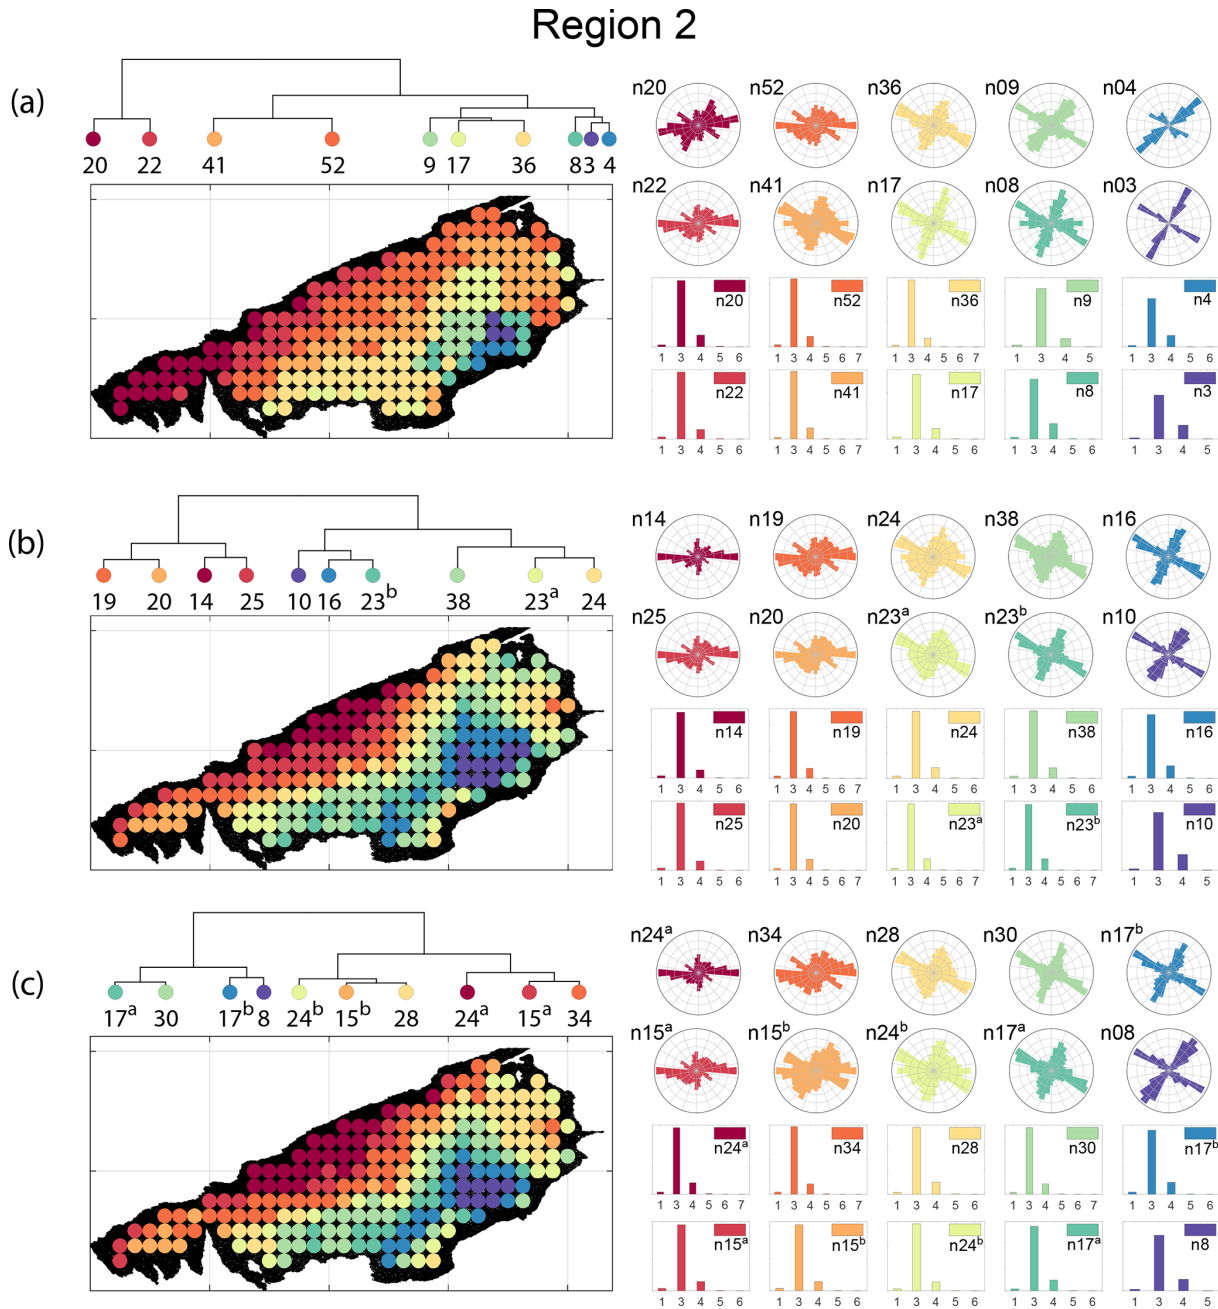 Region 2
(a)
20 22 41 52 9 17 36 8 3 4
n20 n52 n36 n09 n04
n22 n41 n17 n08 n03
n20 n52 n36 n9 n4
1 3 4 5 6 1 3 4 5 6 7 1 3 4 5 6 7 1 3 4 5 1 3 4 5 6
n22 n41 n17 n8 n3
1 3 4 5 6 1 3 4 5 6 7 1 3 4 5 6 1 3 4 5 6 1 3 4 5
(b)
19 20 14 25 10 16 23b 38 23a 24
n14 n19 n24 n38 n16
n25 n20 n23a n23b n10
n14 n19 n24 n38 n16
1 3 4 5 6 1 3 4 5 6 7 1 3 4 5 6 1 3 4 5 6 1 3 4 5 6
n25 n20 n23a n23b n10
1 3 4 5 6 1 3 4 5 6 7 1 3 4 5 6 7 1 3 4 5 6 7 1 3 4 5
(c)
17a 30 17b 8 24b 15b 28 24a 15a 34
n24a n34 n28 n30 n17b
n15a n15b n24b n17a n08
n24a n34 n28 n30 n17b
1 3 4 5 6 7 1 3 4 5 6 7 1 3 4 5 6 1 3 4 5 6 7 1 3 4 5 6
n15a n15b n24b n17a n8
1 3 4 5 6 1 3 4 5 6 1 3 4 5 6 1 3 4 5 6 1 3 4 5